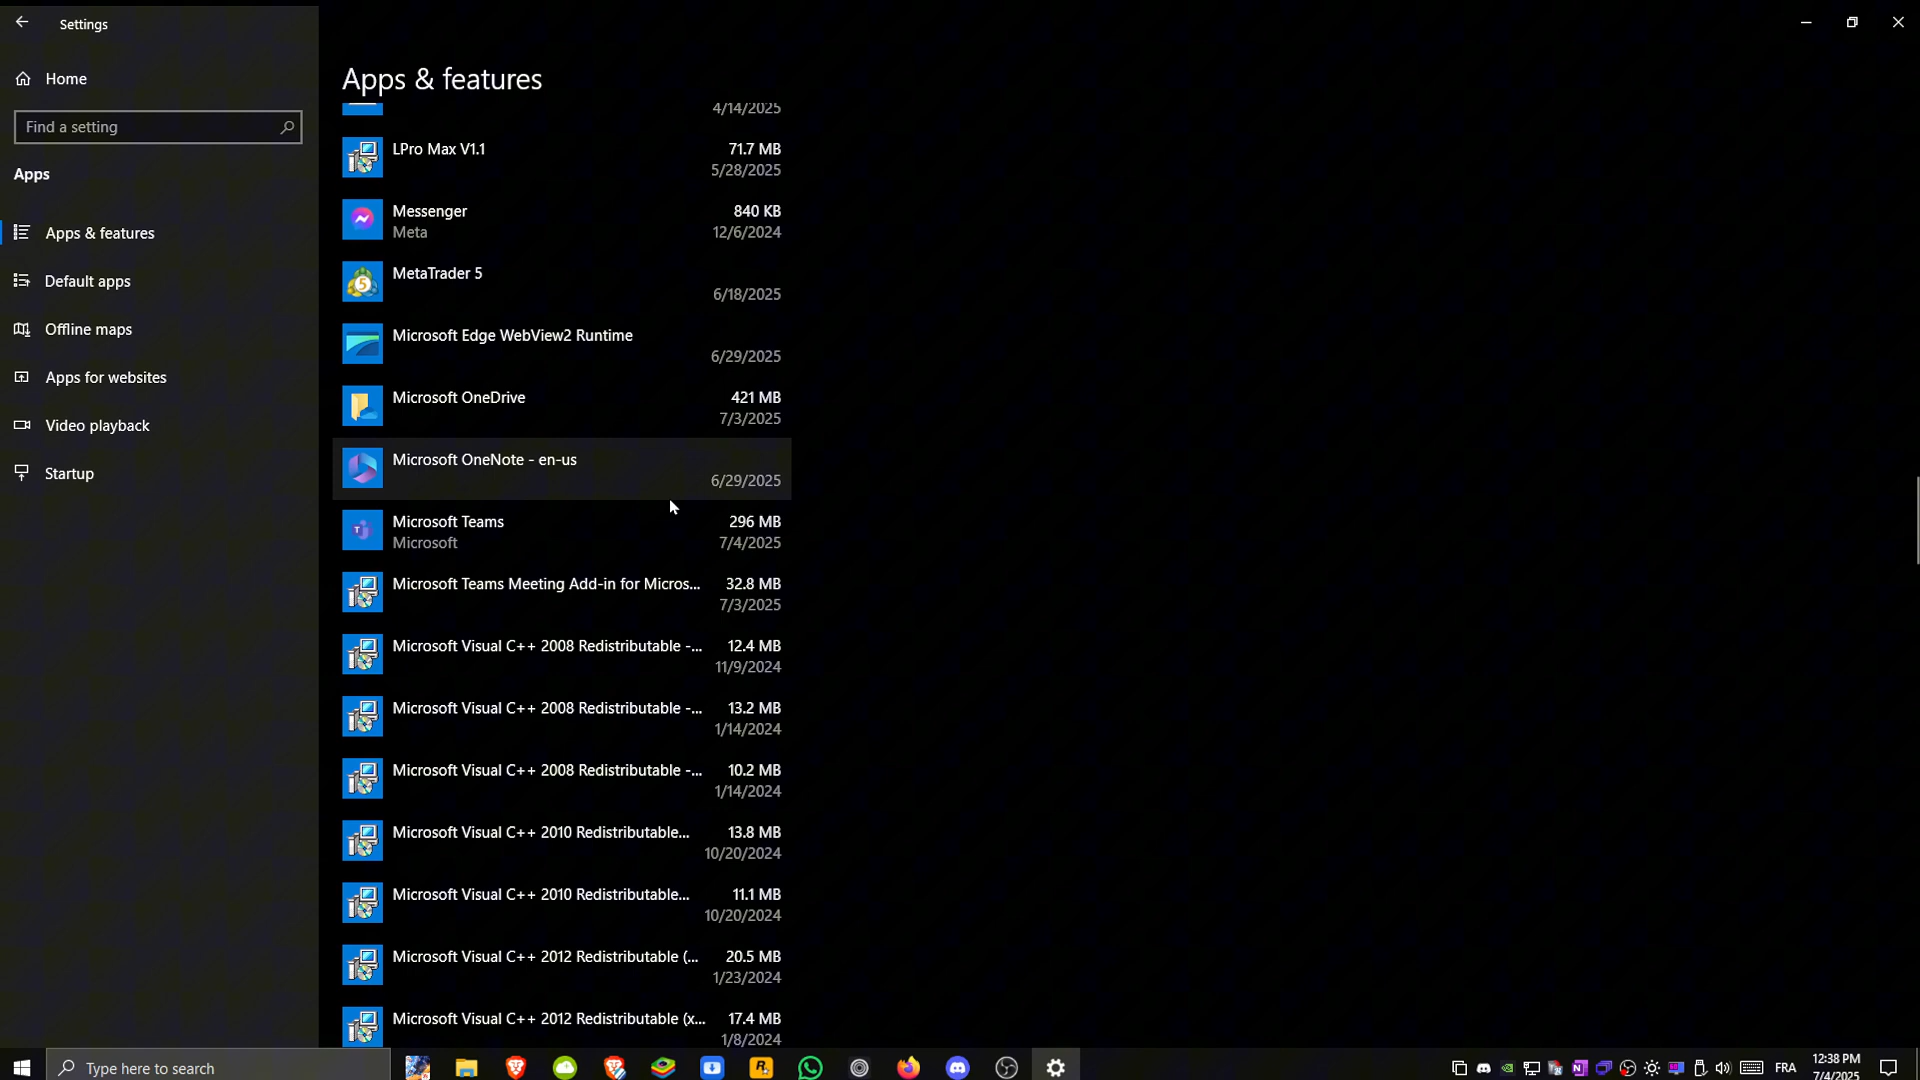 Settings
Home
Find a setting
Apps
Apps & features
Default apps
Offline maps
Apps for websites
Video playback
Startup
Apps & features
4/14/2025
LPro Max V1.1 71.7 MB
5/28/2025
Messenger 840 KB
Meta 12/6/2024
MetaTrader 5
6/18/2025
Microsoft Edge WebView2 Runtime
6/29/2025
Microsoft OneDrive 421 MB
7/3/2025
Microsoft OneNote - en-us
6/29/2025
Microsoft Teams 296 MB
Microsoft 7/4/2025
Microsoft Teams Meeting Add-in for Micros... 32.8 MB
7/3/2025
Microsoft Visual C++ 2008 Redistributable -... 12.4 MB
11/9/2024
Microsoft Visual C++ 2008 Redistributable -... 13.2 MB
1/14/2024
Microsoft Visual C++ 2008 Redistributable -... 10.2 MB
1/14/2024
Microsoft Visual C++ 2010 Redistributable... 13.8 MB
10/20/2024
Microsoft Visual C++ 2010 Redistributable... 11.1 MB
10/20/2024
Microsoft Visual C++ 2012 Redistributable (... 20.5 MB
1/23/2024
Microsoft Visual C++ 2012 Redistributable (x... 17.4 MB
1/8/2024
Type here to search
FRA
12:38 PM
7/4/2025